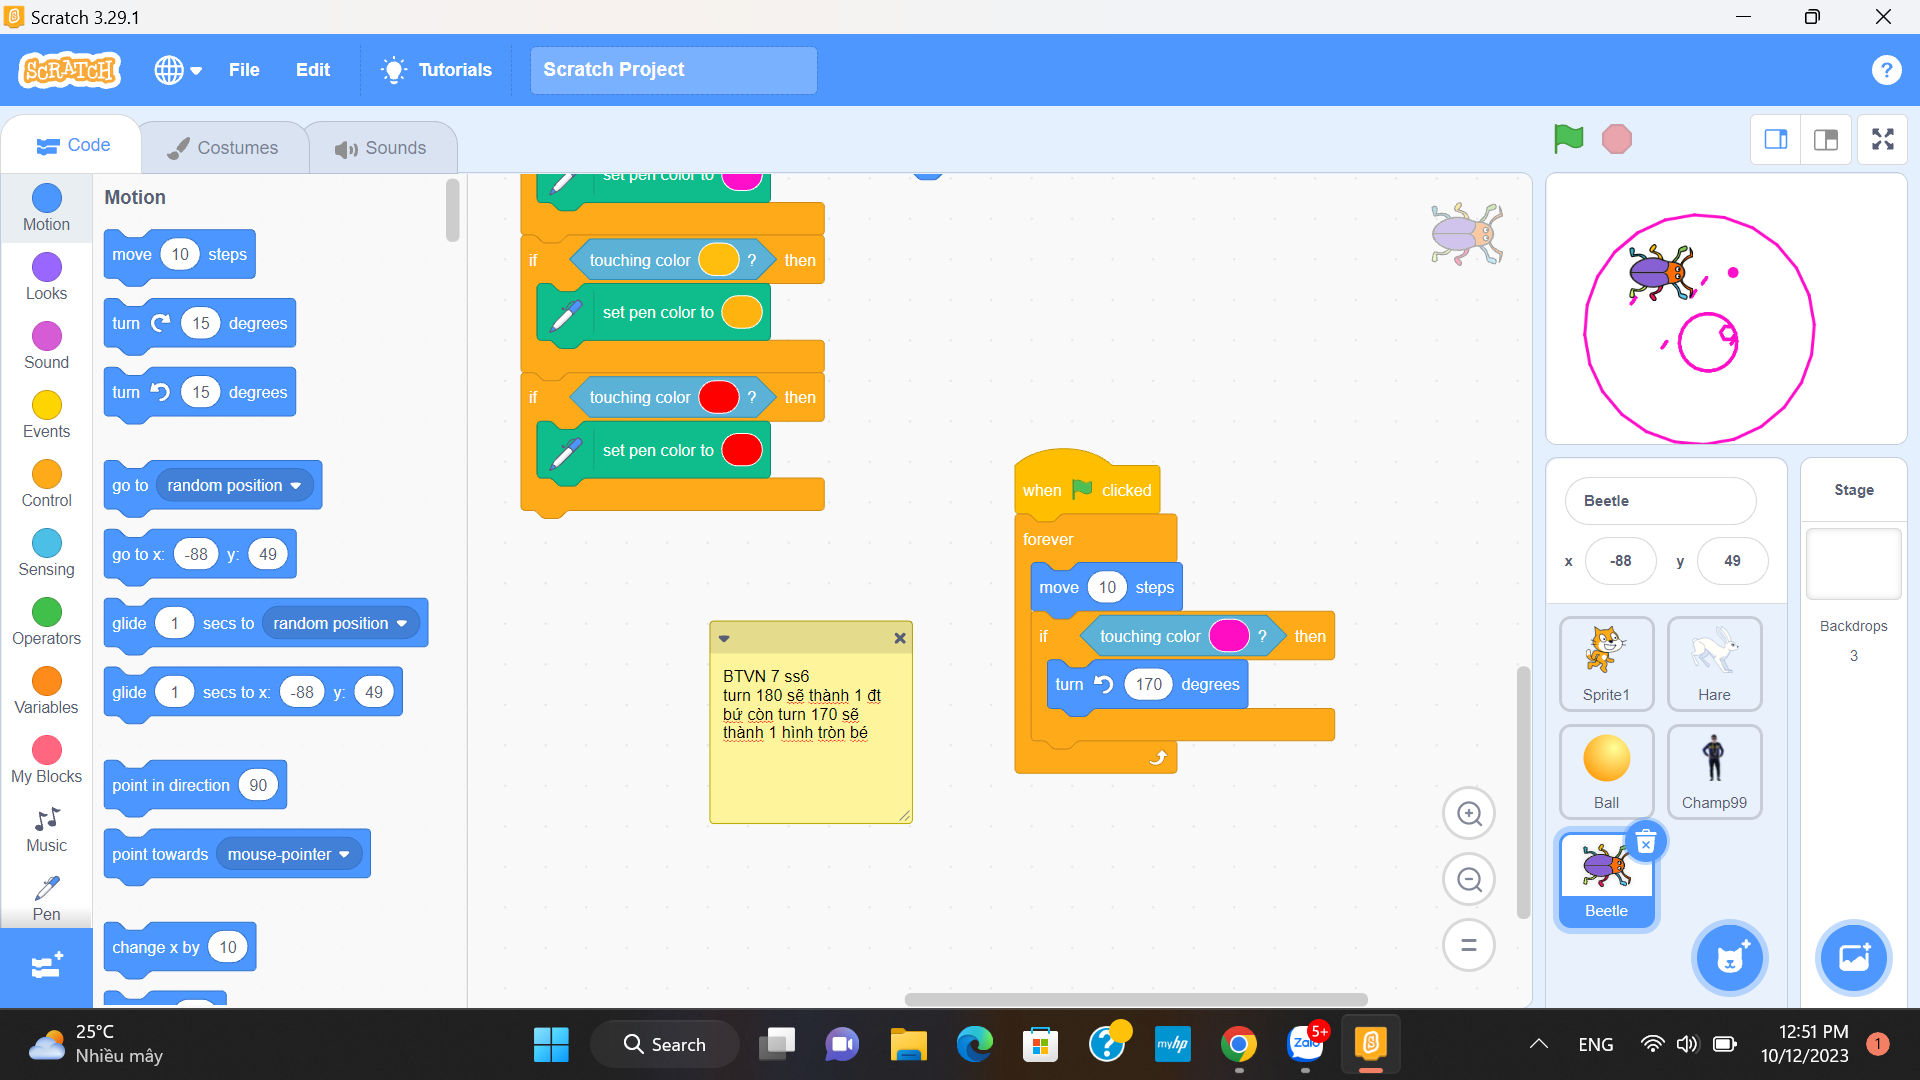 Scratch 3.29.1
SCRATCH
File
Edit
Tutorials
Scratch Project
?
Code
Costumes
Sounds
Motion
Looks
Sound
Events
Control
Sensing
Operators
Variables
My Blocks
Music
Pen
Motion
move 10 steps
turn 15 degrees
turn 15 degrees
go to random position
go to x: -88 y: 49
glide 1 secs to random position
glide 1 secs to x: -88 y: 49
point in direction 90
point towards mouse-pointer
change x by 10
set pen color to
if touching color ? then
set pen color to
if touching color ? then
set pen color to
BTVN 7 ss6
turn 180 sẽ thành 1 đt
bứ còn turn 170 sẽ
thành 1 hình tròn bé
when clicked
forever
move 10 steps
if touching color ? then
turn 170 degrees
Beetle
x -88 y 49
Sprite1
Hare
Ball
Champ99
Beetle
Stage
Backdrops
3
25°C
Nhiều mây
Search
?
myhp
Zalo
5+
ENG
12:51 PM
10/12/2023
1